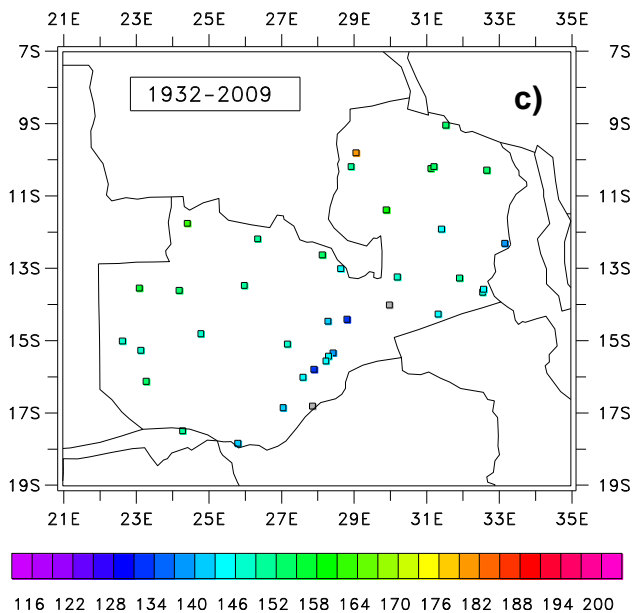 21E 23E 25E 27E 29E 31E 33E 35E
7S 7S
1932-2009 c)
9S 9S
11S 11S
13S 13S
15S 15S
17S 17S
19S 19S
21E 23E 25E 27E 29E 31E 33E 35E
116 122 128 134 140 146 152 158 164 170 176 182 188 194 200